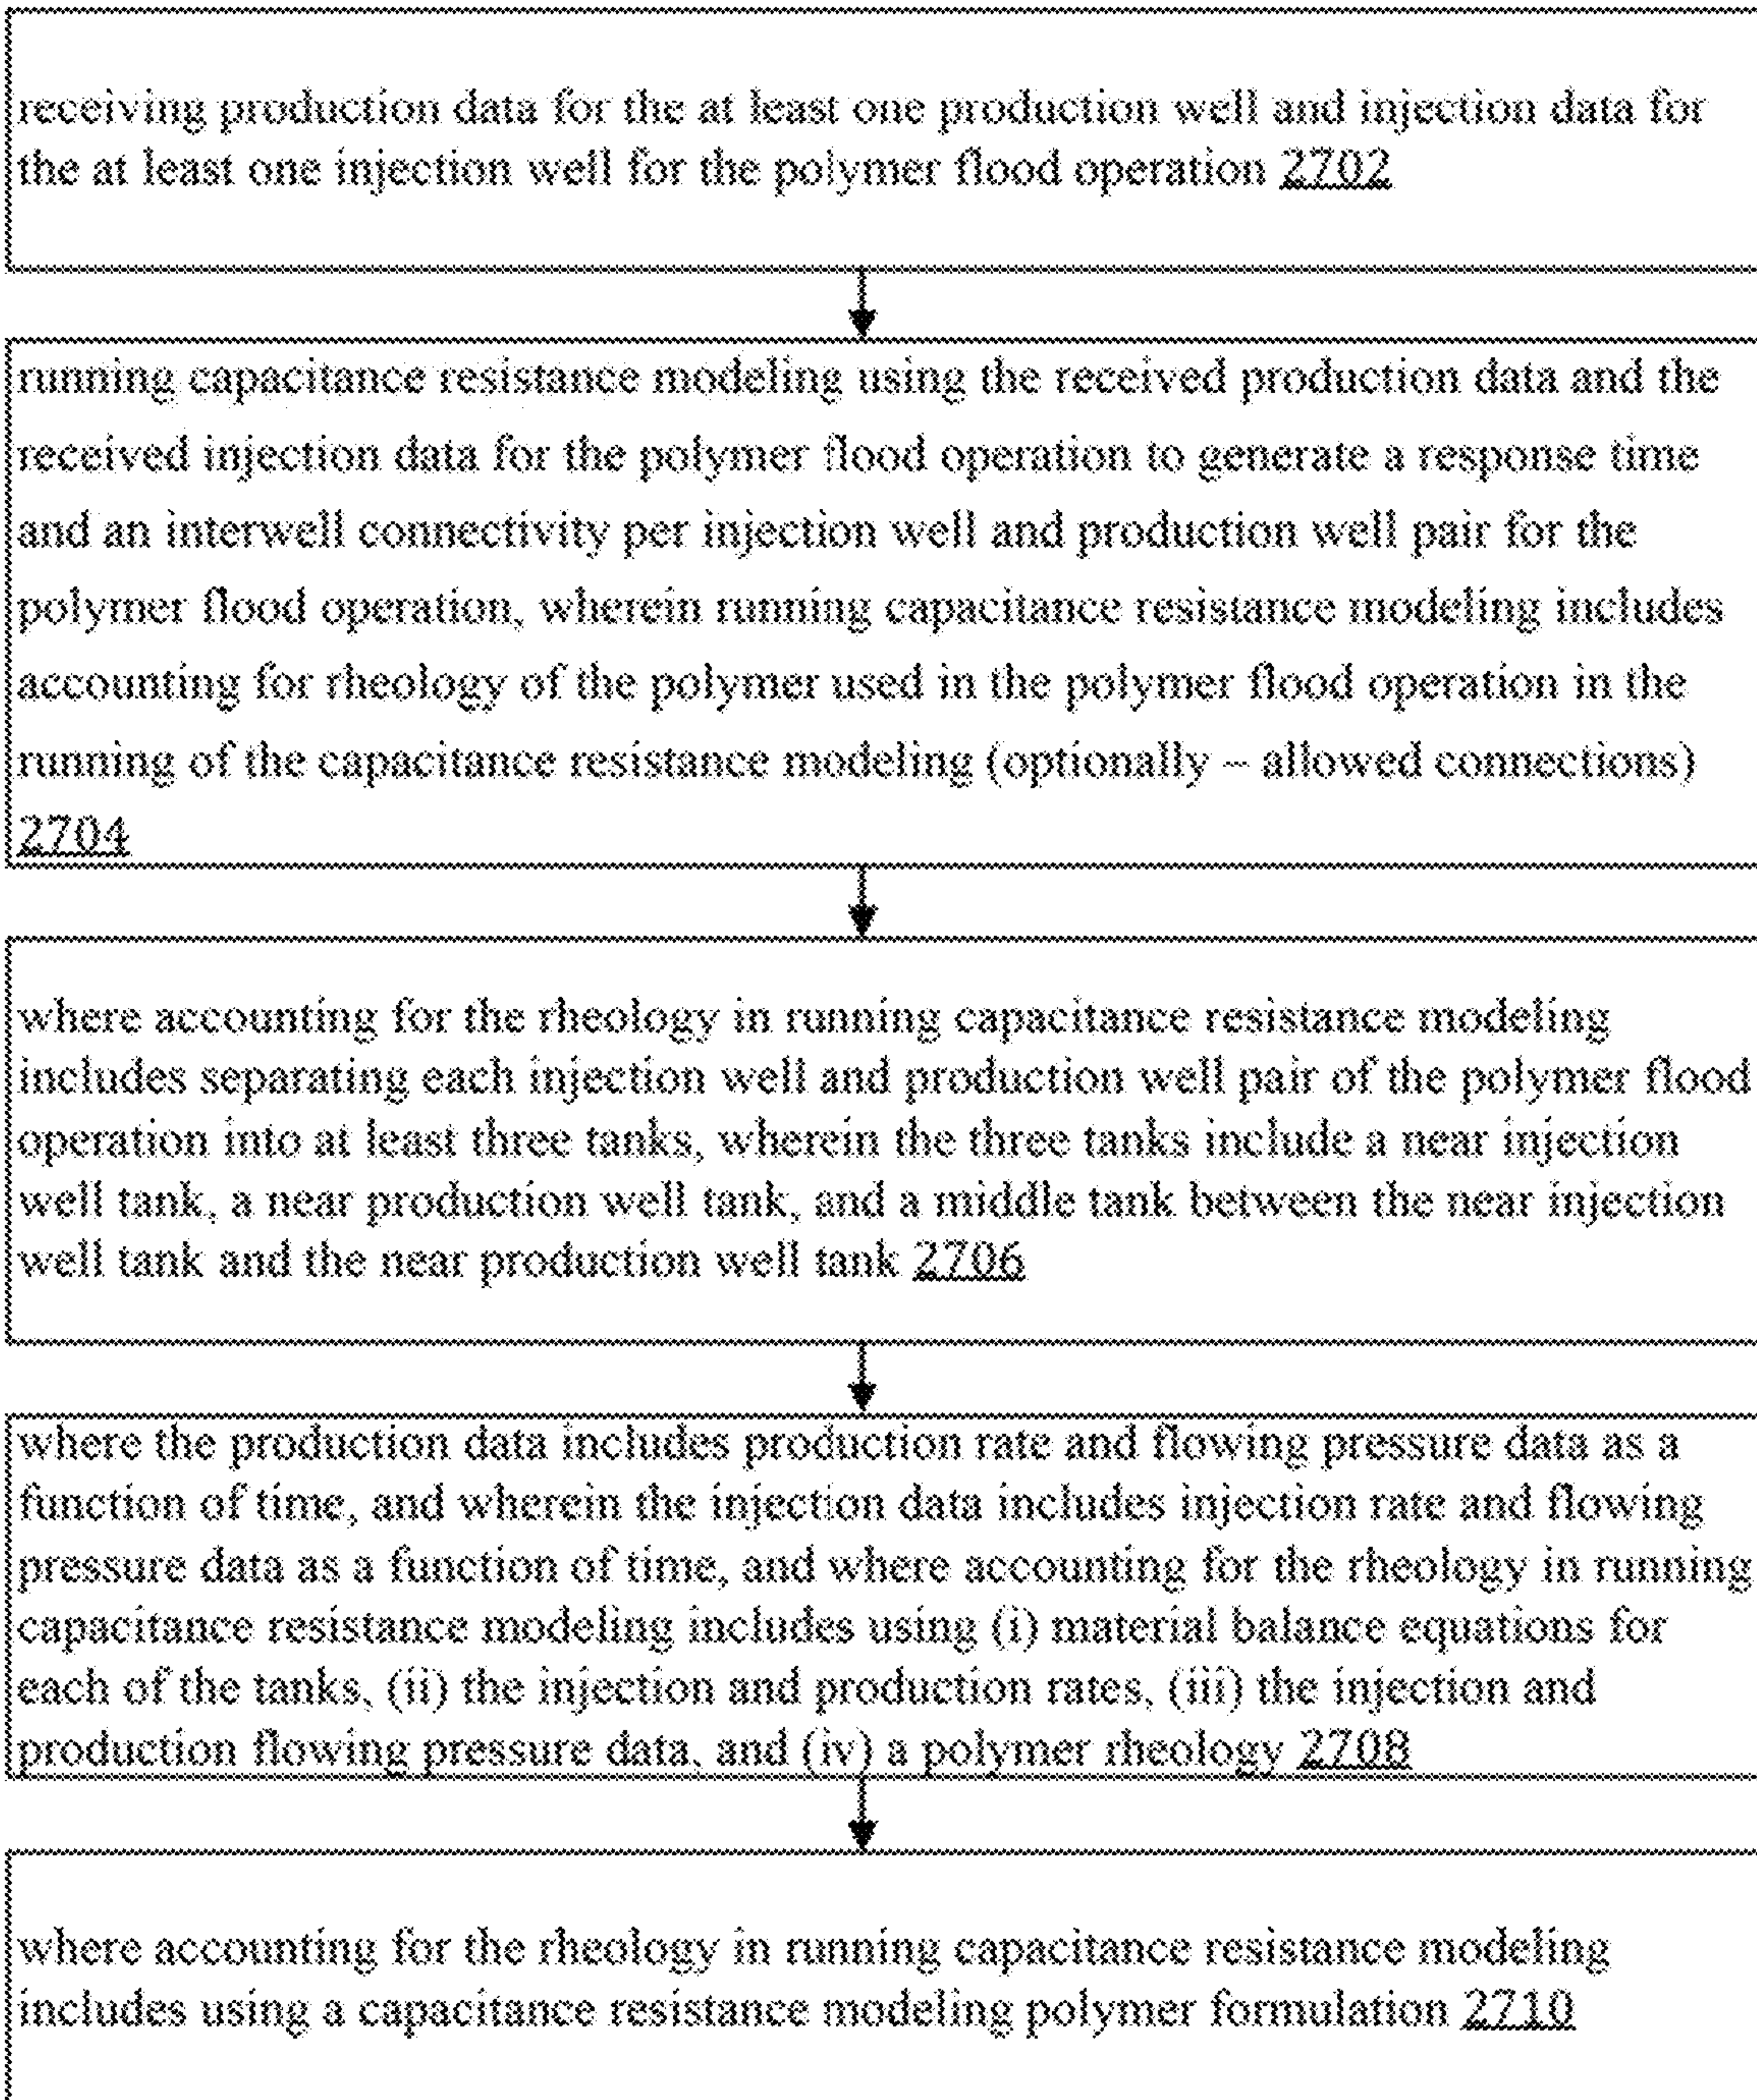 receiving production data for the at least one production well and injection data for
the at least one injection well for the polymer flood operation 2702
running capacitance resistance modeling using the received production data and the
received injection data for the polymer flood operation to generate a response time
and an interwell connectivity per injection well and production well pair for the
polymer flood operation, wherein running capacitance resistance modeling includes
accounting for rheology of the polymer used in the polymer flood operation in the
running of the capacitance resistance modeling (optionally – allowed connections)
2704
where accounting for the rheology in running capacitance resistance modeling
includes separating each injection well and production well pair of the polymer flood
operation into at least three tanks, wherein the three tanks include a near injection
well tank, a near production well tank, and a middle tank between the near injection
well tank and the near production well tank 2706
where the production data includes production rate and flowing pressure data as a
function of time, and wherein the injection data includes injection rate and flowing
pressure data as a function of time, and where accounting for the rheology in running
capacitance resistance modeling includes using (i) material balance equations for
each of the tanks, (ii) the injection and production rates, (iii) the injection and
production flowing pressure data, and (iv) a polymer rheology 2708
where accounting for the rheology in running capacitance resistance modeling
includes using a capacitance resistance modeling polymer formulation 2710